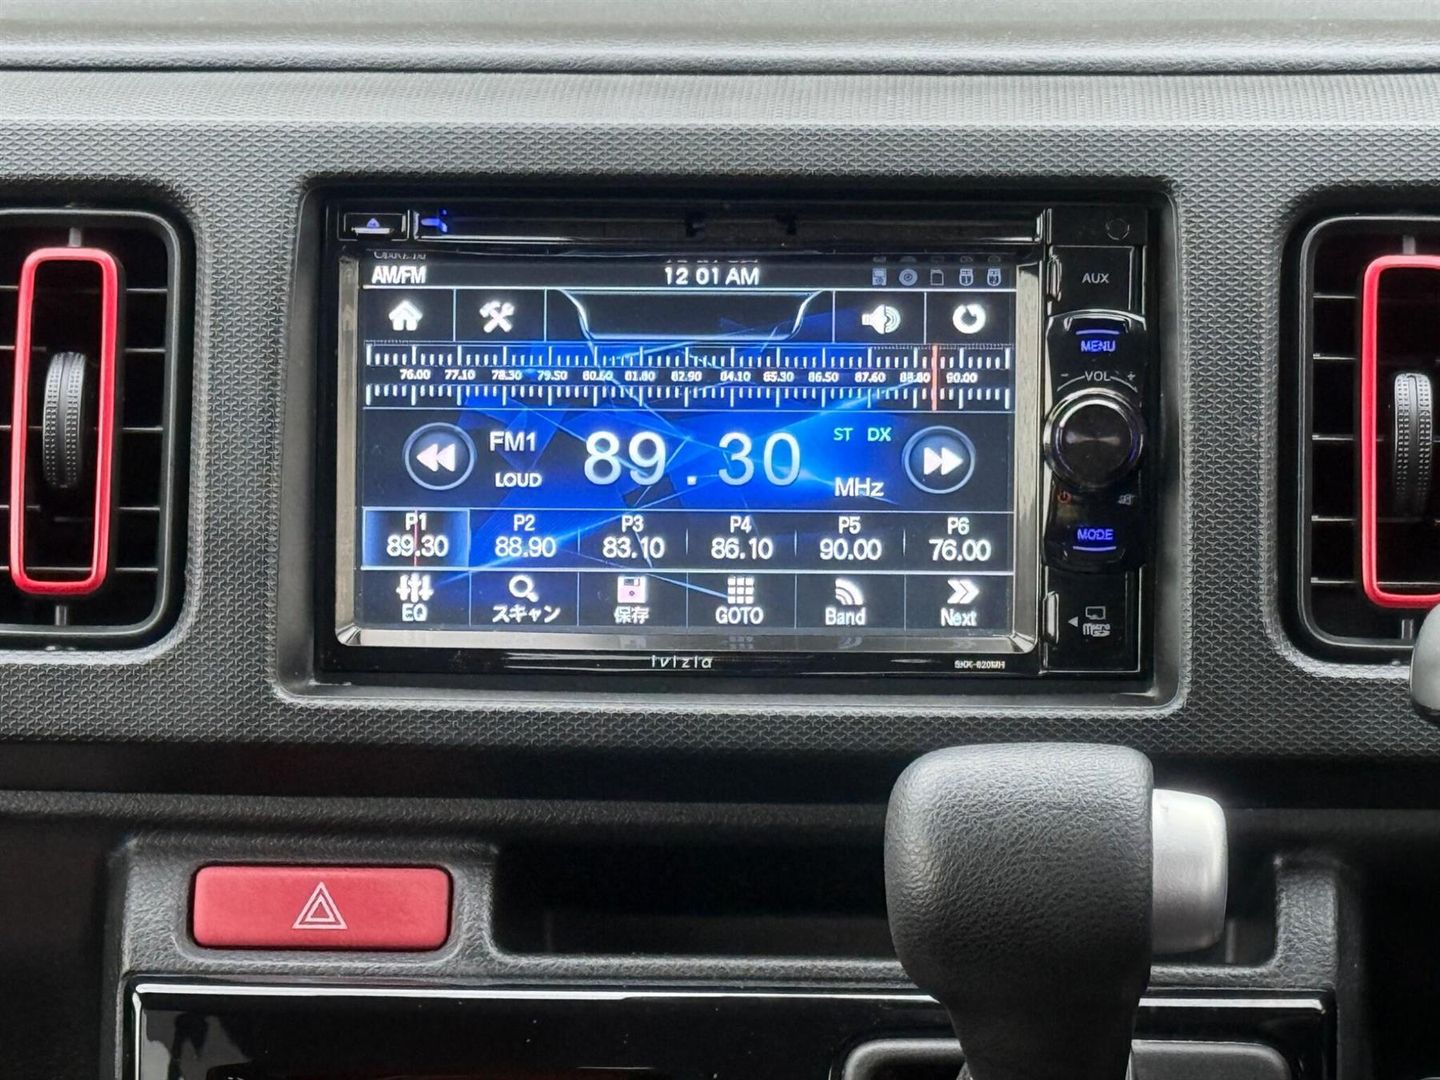 AM/FM
12 01 AM
AUX
MENU
- VOL +
76.00 77.10 78.30 79.50 80.60 81.80 82.90 84.10 85.30 86.50 87.60 88.80 90.00
FM1
LOUD
89.30
ST DX
MHz
MODE
P1 P2 P3 P4 P5 P6
89.30 88.90 83.10 86.10 90.00 76.00
EQ スキャン 保存 GOTO Band Next
ivizia